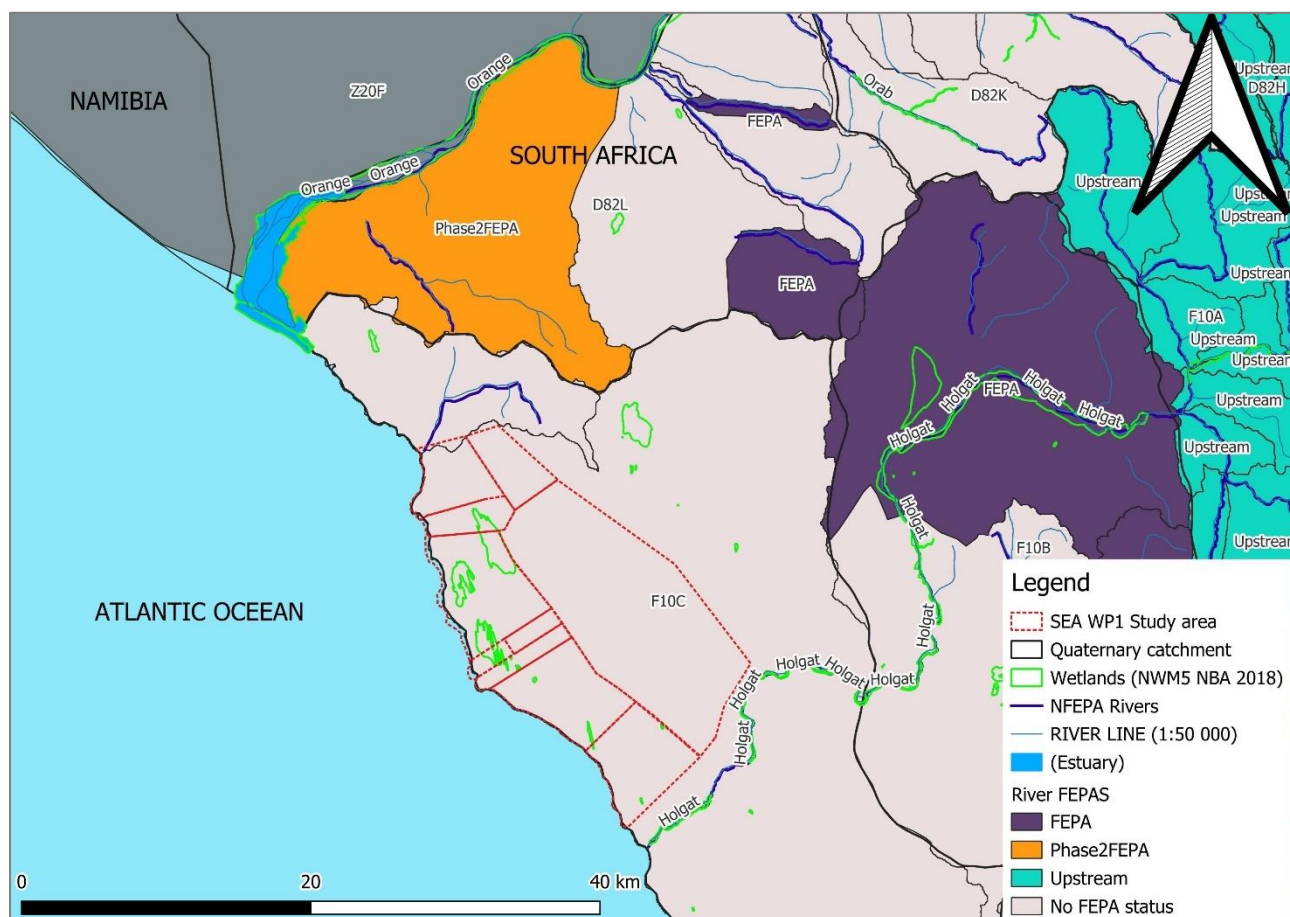 NAMIBIA
Z20F
Orange
Orange
Orange
SOUTH AFRICA
Phase2FEPA
D82L
FEPA
Orab
D82K
Upstream
D82H
Upstream
Upstream
Upstream
Upstream
FEPA
Upstream
F10A
Upstream
Upstream
Upstream
Holgat
Holgat
FEPA
Holgat
Holgat
Upstream
Holgat
Upstream
F10B
F10C
ATLANTIC OCEEAN
Holgat
Holgat
Holgat
Holgat
Holgat
Holgat
Holgat
Legend
SEA WP1 Study area
Quaternary catchment
Wetlands (NWM5 NBA 2018)
NFEPA Rivers
RIVER LINE (1:50 000)
(Estuary)
River FEPAS
FEPA
Phase2FEPA
Upstream
No FEPA status
0 20 40 km